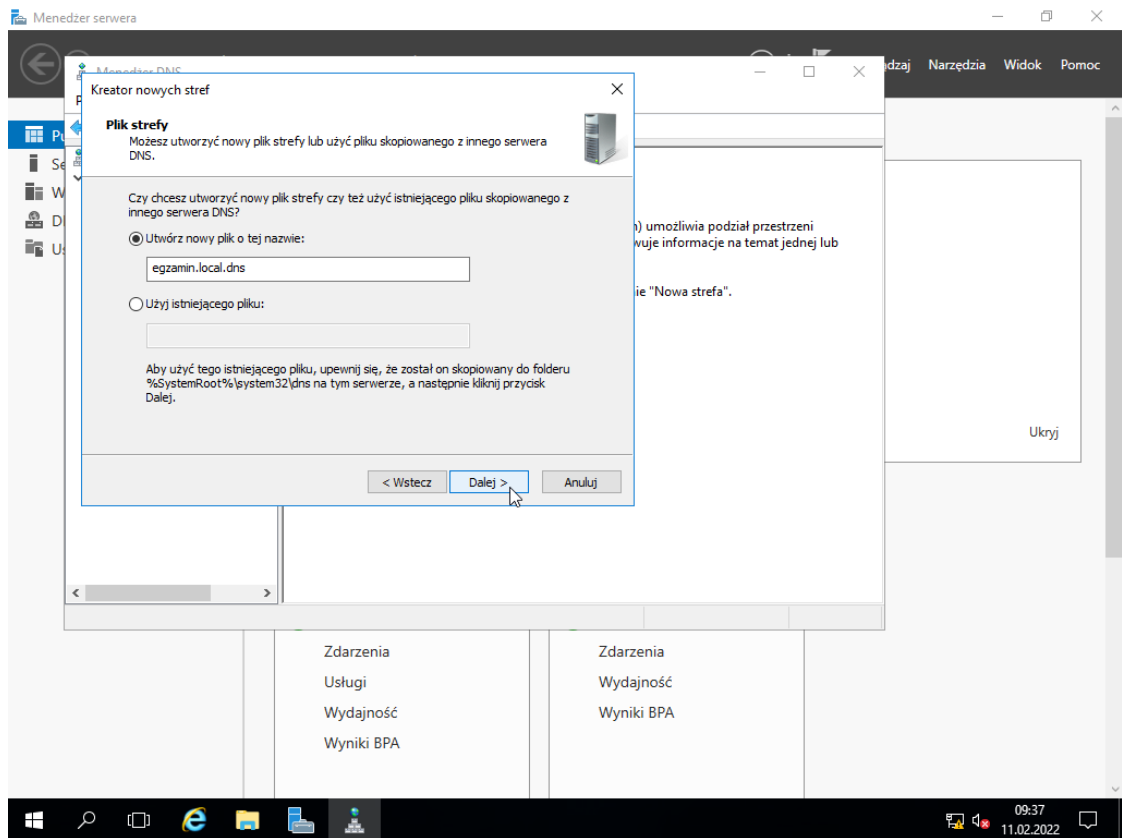 Menedżer serwera
Menedżer DNS
Narzędzia
Widok
Pomoc
Kreator nowych stref
Plik strefy
Możesz utworzyć nowy plik strefy lub użyć pliku skopiowanego z innego serwera
DNS.
Czy chcesz utworzyć nowy plik strefy czy też użyć istniejącego pliku skopiowanego z
innego serwera DNS?
Utwórz nowy plik o tej nazwie:
egzamin.local.dns
Użyj istniejącego pliku:
Aby użyć tego istniejącego pliku, upewnij się, że został on skopiowany do folderu
%SystemRoot%\system32\dns na tym serwerze, a następnie kliknij przycisk
Dalej.
< Wstecz
Dalej >
Anuluj
umożliwia podział przestrzeni
informacje na temat jednej lub
"Nowa strefa".
Ukryj
Zdarzenia
Usługi
Wydajność
Wyniki BPA
Zdarzenia
Wydajność
Wyniki BPA
09:37
11.02.2022